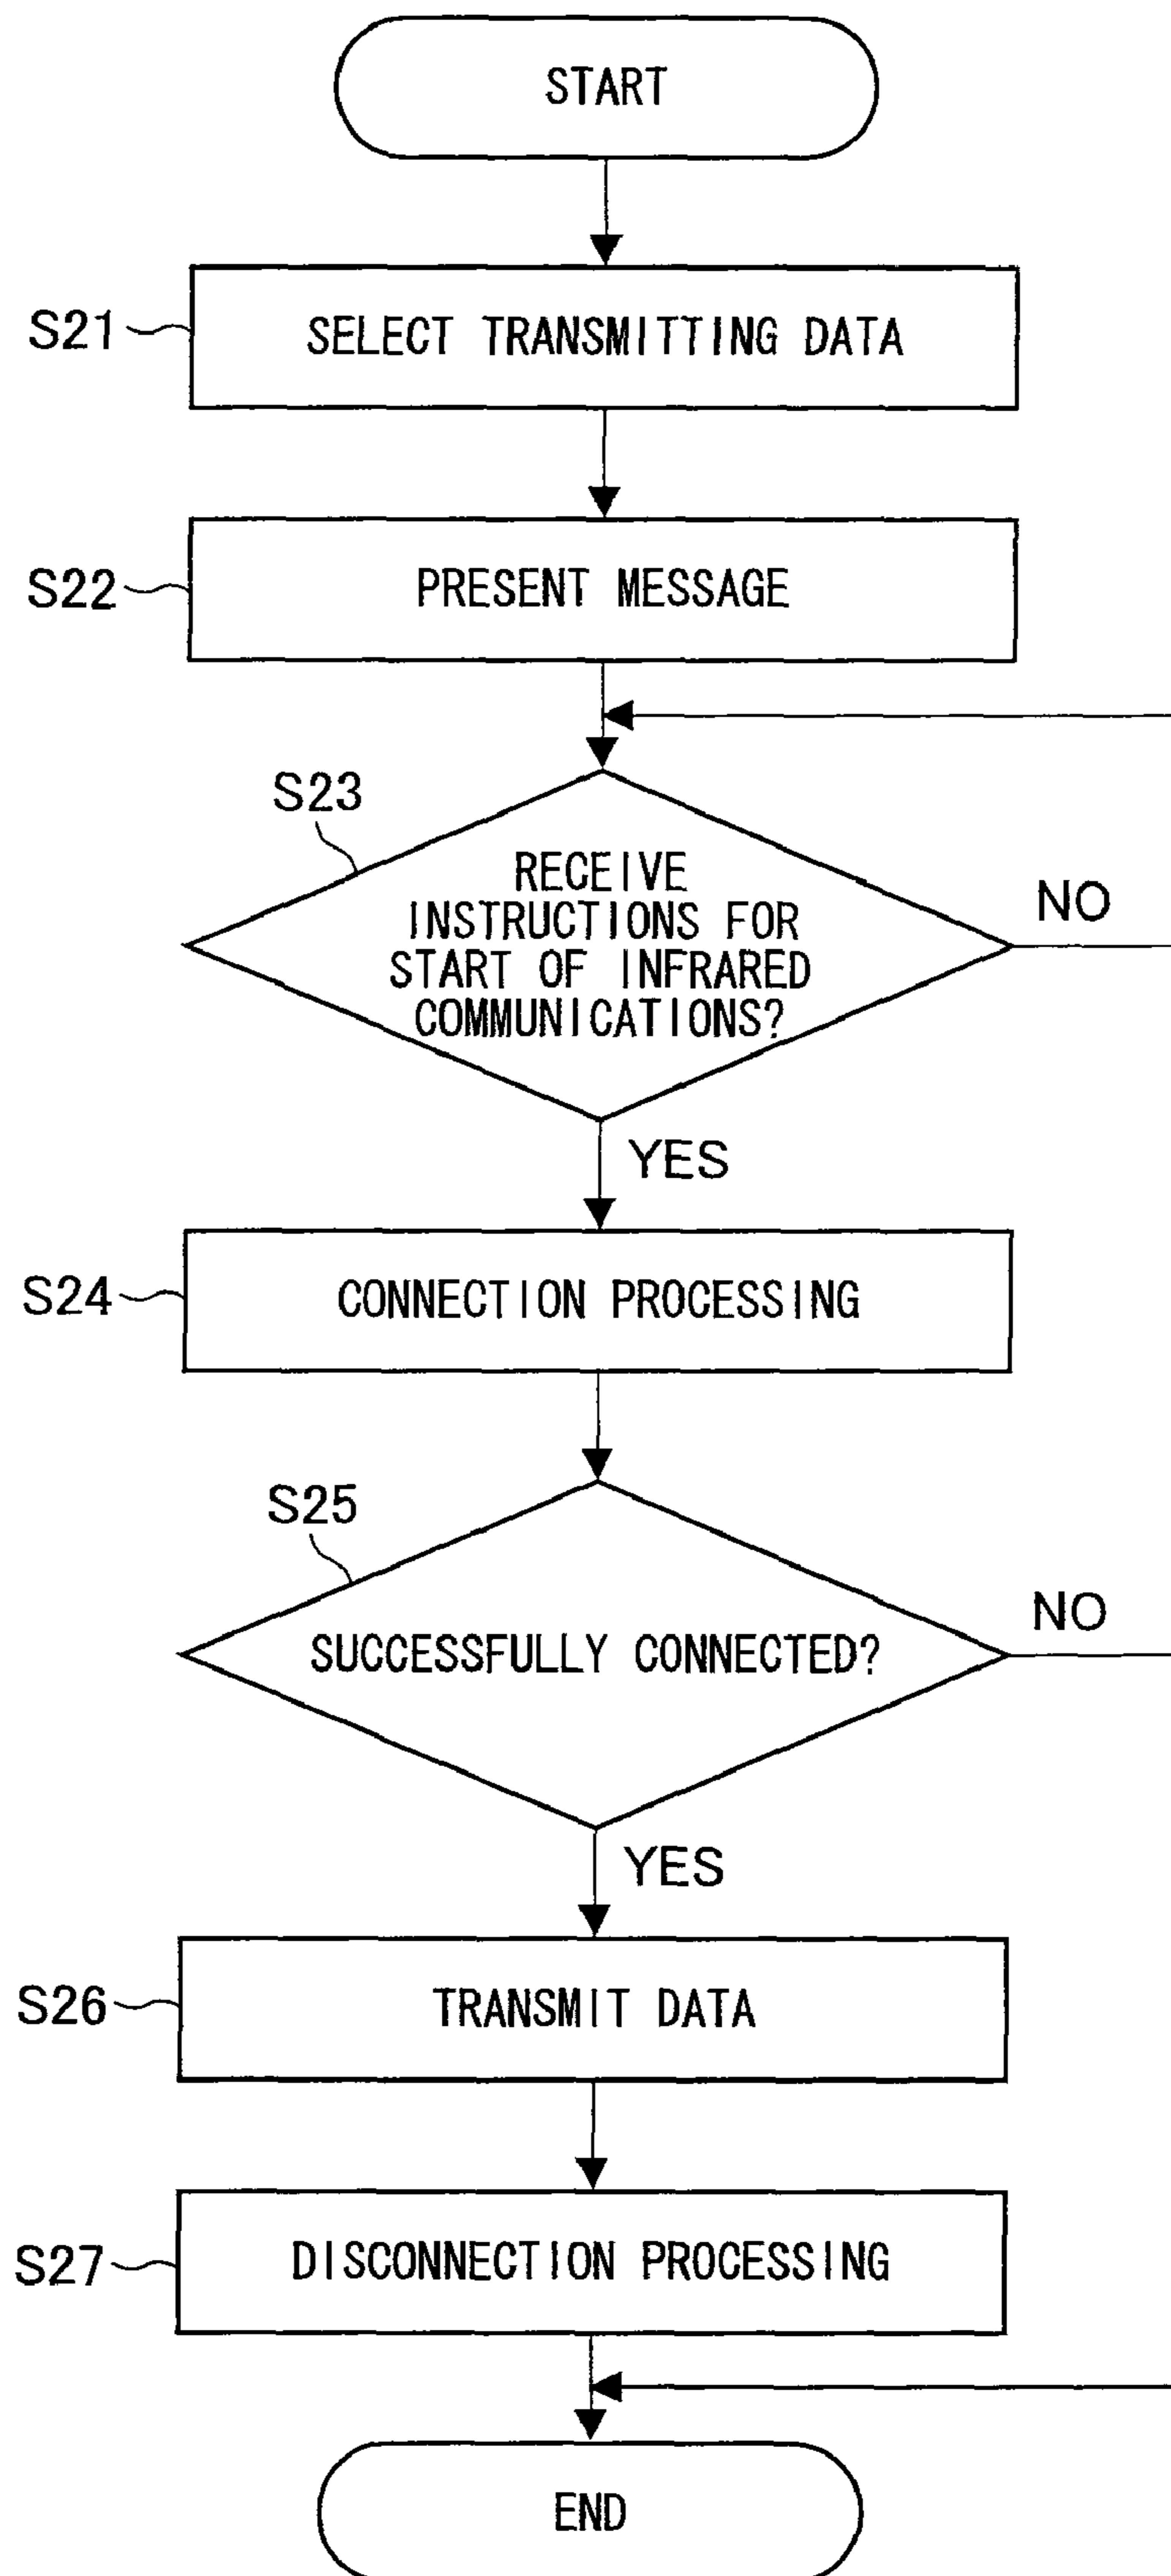 START
S21
SELECT TRANSMITTING DATA
S22
PRESENT MESSAGE
S23
RECEIVE
INSTRUCTIONS FOR
START OF INFRARED
COMMUNICATIONS?
NO
YES
S24
CONNECTION PROCESSING
S25
SUCCESSFULLY CONNECTED?
NO
YES
S26
TRANSMIT DATA
S27
DISCONNECTION PROCESSING
END